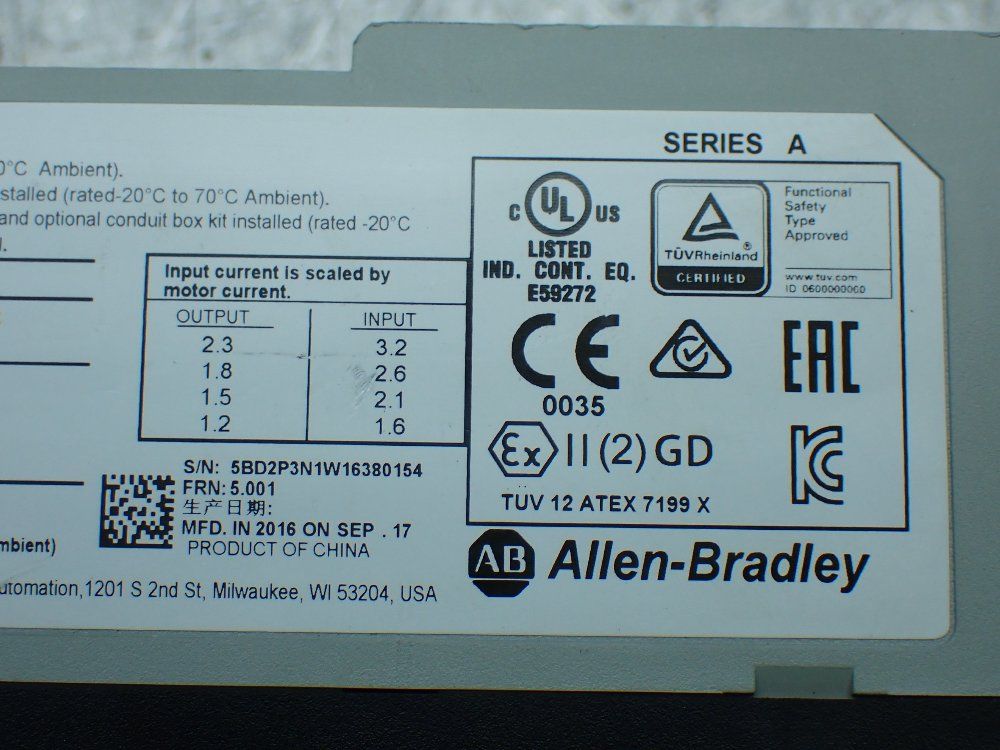 SERIES A
0°C Ambient).
stalled (rated-20°C to 70°C Ambient).
and optional conduit box kit installed (rated -20°C
Input current is scaled by
motor current.
OUTPUT INPUT
2.3 3.2
1.8 2.6
1.5 2.1
1.2 1.6
S/N: 5BD2P3N1W16380154
FRN: 5.001
生产日期:
MFD. IN 2016 ON SEP . 17
PRODUCT OF CHINA
mbient)
utomation,1201 S 2nd St, Milwaukee, WI 53204, USA
C UL US
LISTED
IND. CONT. EQ.
E59272
TÜVRheinland ®
CERTIFIED
Functional
Safety
Type
Approved
www.tuv.com
ID 0600000000
CE
0035
EAC
Ex II (2) GD
KC
TUV 12 ATEX 7199 X
AB Allen-Bradley